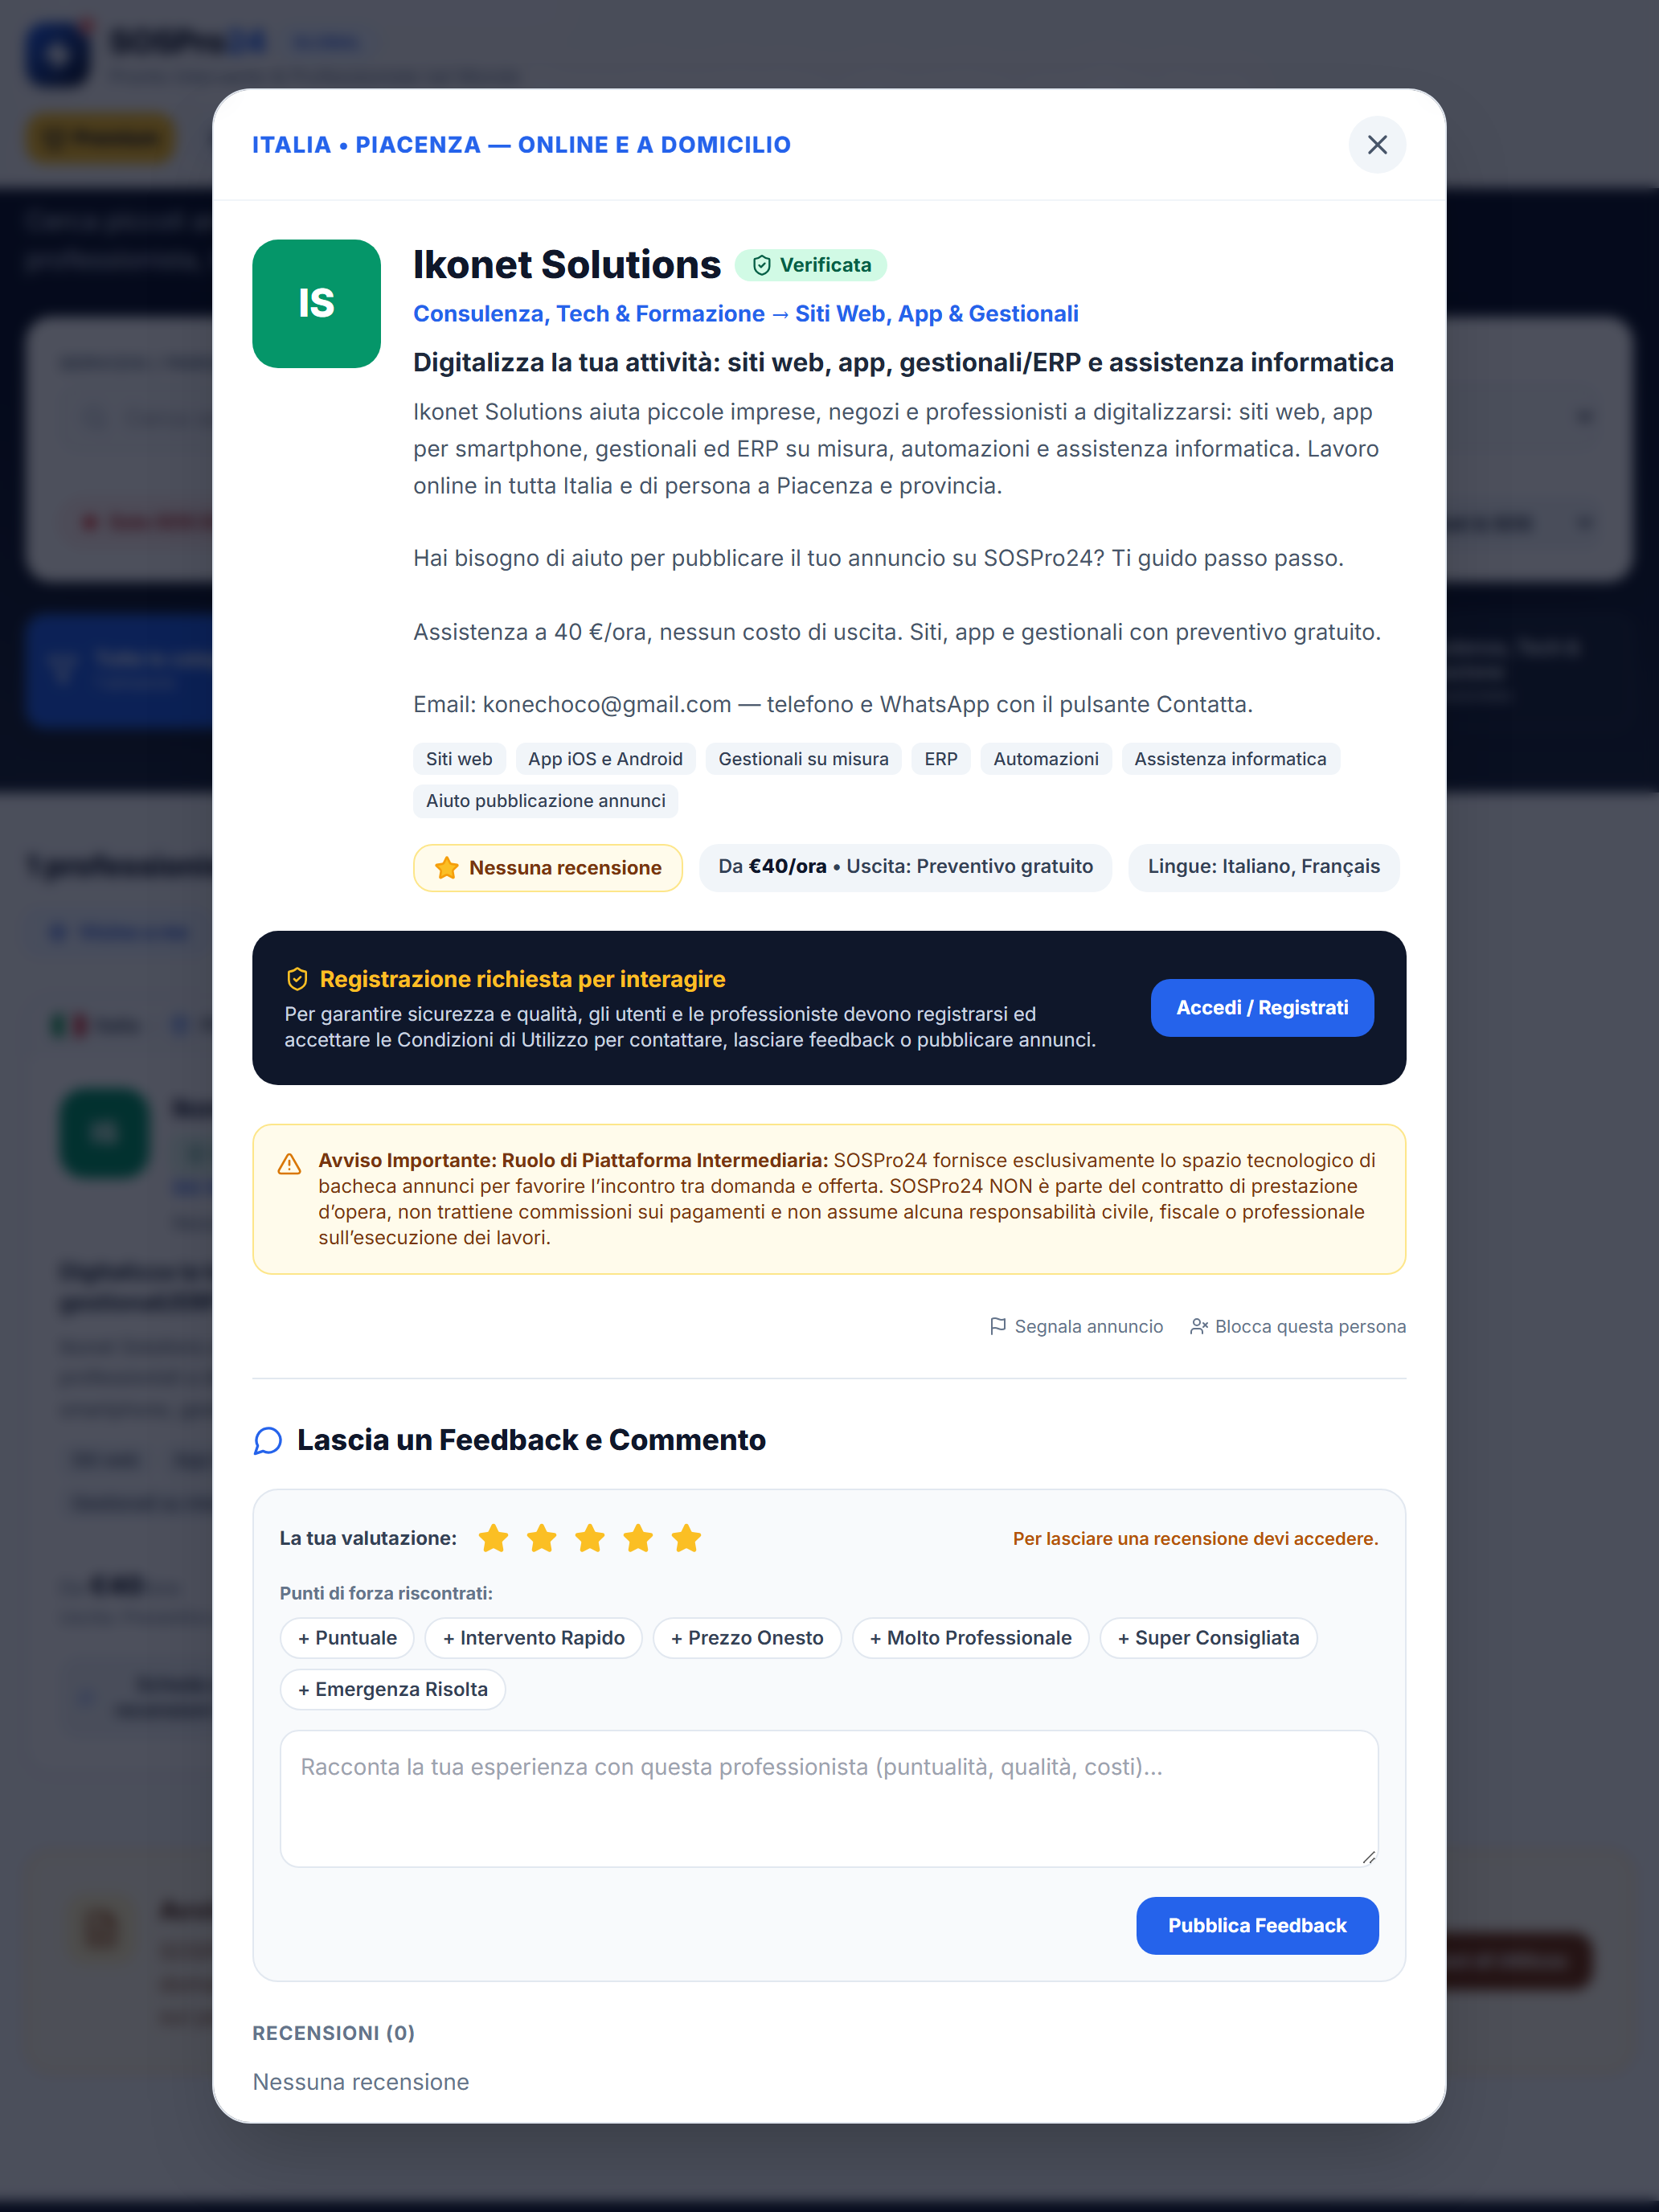 SOSPro24
ITALIA • PIACENZA — ONLINE E A DOMICILIO
IS
Ikonet Solutions
Verificata
Consulenza, Tech & Formazione → Siti Web, App & Gestionali
Digitalizza la tua attività: siti web, app, gestionali/ERP e assistenza informatica
Ikonet Solutions aiuta piccole imprese, negozi e professionisti a digitalizzarsi: siti web, app
per smartphone, gestionali ed ERP su misura, automazioni e assistenza informatica. Lavoro
online in tutta Italia e di persona a Piacenza e provincia.
Hai bisogno di aiuto per pubblicare il tuo annuncio su SOSPro24? Ti guido passo passo.
Assistenza a 40 €/ora, nessun costo di uscita. Siti, app e gestionali con preventivo gratuito.
Email: konechoco@gmail.com — telefono e WhatsApp con il pulsante Contatta.
Siti web
App iOS e Android
Gestionali su misura
ERP
Automazioni
Assistenza informatica
Aiuto pubblicazione annunci
Nessuna recensione
Da €40/ora • Uscita: Preventivo gratuito
Lingue: Italiano, Français
Registrazione richiesta per interagire
Per garantire sicurezza e qualità, gli utenti e le professioniste devono registrarsi ed
accettare le Condizioni di Utilizzo per contattare, lasciare feedback o pubblicare annunci.
Accedi / Registrati
Avviso Importante: Ruolo di Piattaforma Intermediaria: SOSPro24 fornisce esclusivamente lo spazio tecnologico di
bacheca annunci per favorire l’incontro tra domanda e offerta. SOSPro24 NON è parte del contratto di prestazione
d’opera, non trattiene commissioni sui pagamenti e non assume alcuna responsabilità civile, fiscale o professionale
sull’esecuzione dei lavori.
Segnala annuncio
Blocca questa persona
Lascia un Feedback e Commento
La tua valutazione:
Per lasciare una recensione devi accedere.
Punti di forza riscontrati:
+ Puntuale
+ Intervento Rapido
+ Prezzo Onesto
+ Molto Professionale
+ Super Consigliata
+ Emergenza Risolta
Racconta la tua esperienza con questa professionista (puntualità, qualità, costi)...
Pubblica Feedback
RECENSIONI (0)
Nessuna recensione